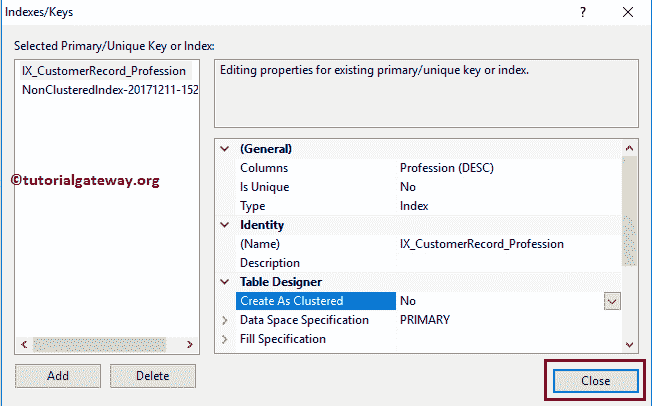 Indexes/Keys
?
Selected Primary/Unique Key or Index:
IX_CustomerRecord_Profession
NonClusteredIndex-20171211-152
©tutorialgateway.org
Editing properties for existing primary/unique key or index.
(General)
Columns Profession (DESC)
Is Unique No
Type Index
Identity
(Name) IX_CustomerRecord_Profession
Description
Table Designer
Create As Clustered No
Data Space Specification PRIMARY
Fill Specification
Add Delete
Close